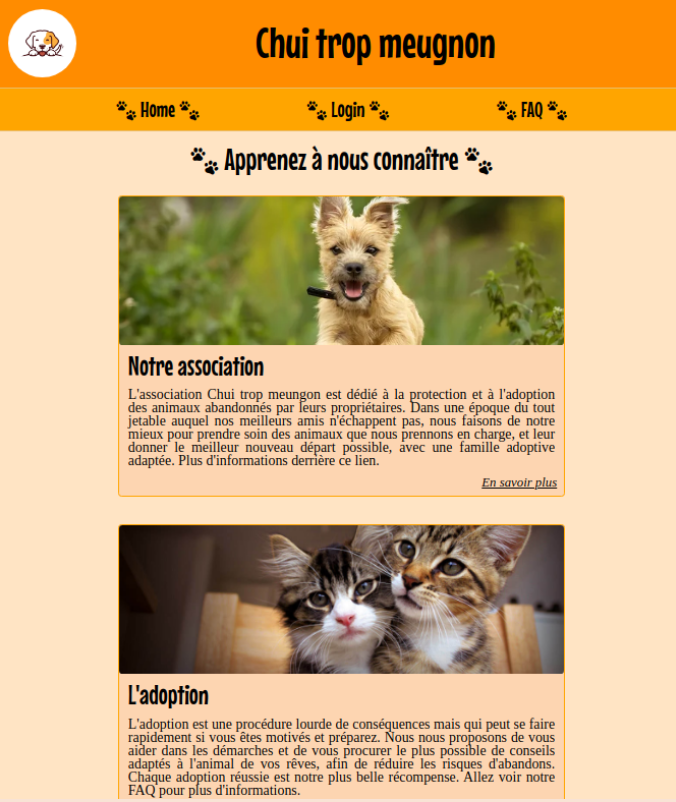 Chui trop meugnon
Home Login FAQ
Apprenez à nous connaître
Notre association
L'association Chui trop meungon est dédié à la protection et à l'adoption
des animaux abandonnés par leurs propriétaires. Dans une époque du tout
jetable auquel nos meilleurs amis n'échappent pas, nous faisons de notre
mieux pour prendre soin des animaux que nous prennons en charge, et leur
donner le meilleur nouveau départ possible, avec une famille adoptive
adaptée. Plus d'informations derrière ce lien.
En savoir plus
L'adoption
L'adoption est une procédure lourde de conséquences mais qui peut se faire
rapidement si vous êtes motivés et préparez. Nous nous proposons de vous
aider dans les démarches et de vous procurer le plus possible de conseils
adaptés à l'animal de vos rêves, afin de réduire les risques d'abandons.
Chaque adoption réussie est notre plus belle récompense. Allez voir notre
FAQ pour plus d'informations.